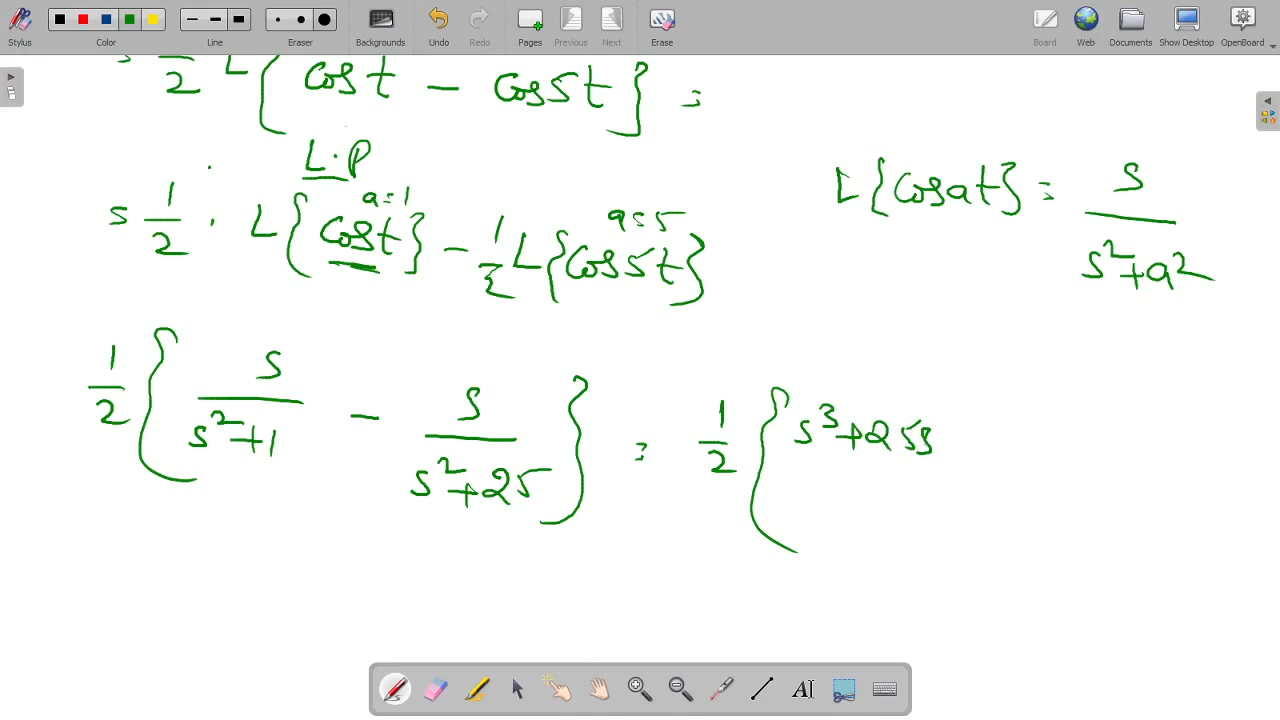 Stylus Color Line Eraser Backgrounds Undo Redo Pages Previous Next Erase Board Web Documents Show Desktop OpenBoard
= 1/2 L{cost - cos5t} =
L.P
a=1 a=5
= 1/2 . L{cost} - 1/2 L{cos5t}
L{cosat} = s/(s²+a²)
1/2 { s/(s²+1) - s/(s²+25) } = 1/2 { s³+25s